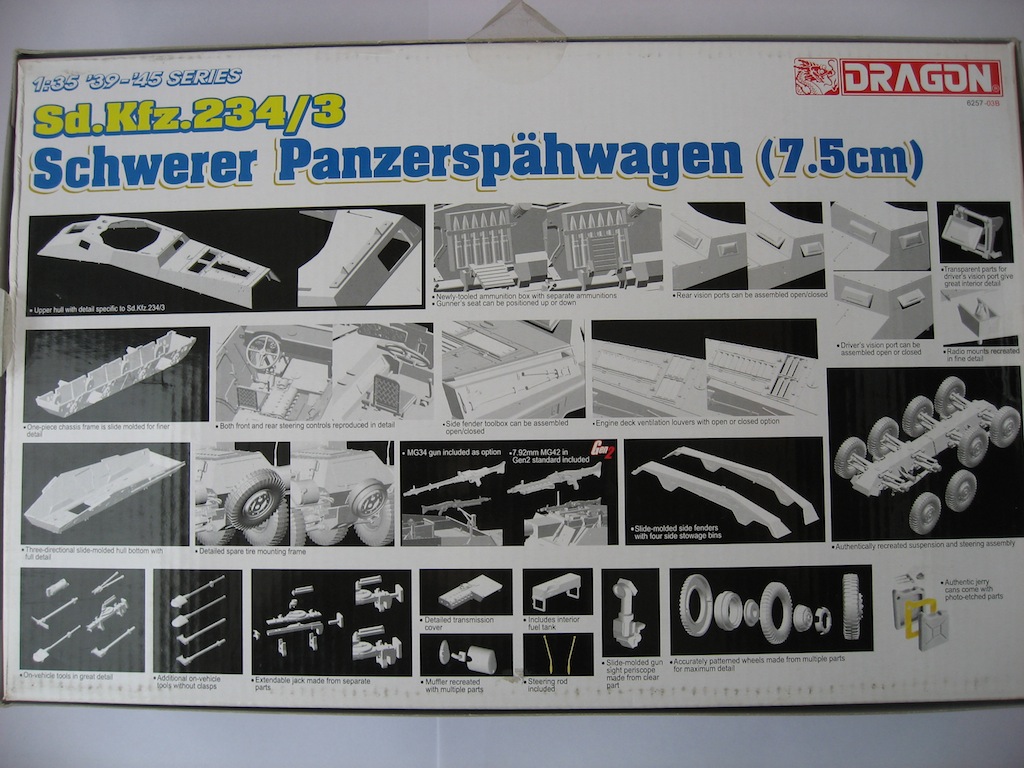 1:35 '39-'45 SERIES
DRAGON
6257-03B
Sd.Kfz.234/3
Schwerer Panzerspähwagen (7.5cm)
• Upper hull with detail specific to Sd.Kfz.234/3
• Newly-tooled ammunition box with separate ammunitions
• Gunner's seat can be positioned up or down
• Rear vision ports can be assembled open/closed
• Transparent parts for
driver's vision port give
great interior detail
• Driver's vision port can be
assembled open or closed
• Radio mounts recreated
in fine detail
• One-piece chassis frame is slide molded for finer
detail
• Both front and rear steering controls reproduced in detail
• Side fender toolbox can be assembled
open/closed
• Engine deck ventilation louvers with open or closed option
• Three-directional slide-molded hull bottom with
full detail
• Detailed spare tire mounting frame
• MG34 gun included as option
• 7.92mm MG42 in
Gen2 standard included
Gen2
• Slide-molded side fenders
with four side stowage bins
• Authentically recreated suspension and steering assembly
• On-vehicle tools in great detail
• Additional on-vehicle
tools without clasps
• Extendable jack made from separate
parts
• Detailed transmission
cover
• Includes interior
fuel tank
• Muffler recreated
with multiple parts
• Steering rod
included
• Slide-molded gun
sight periscope
made from clear
part
• Accurately patterned wheels made from multiple parts
for maximum detail
• Authentic jerry
cans come with
photo-etched parts